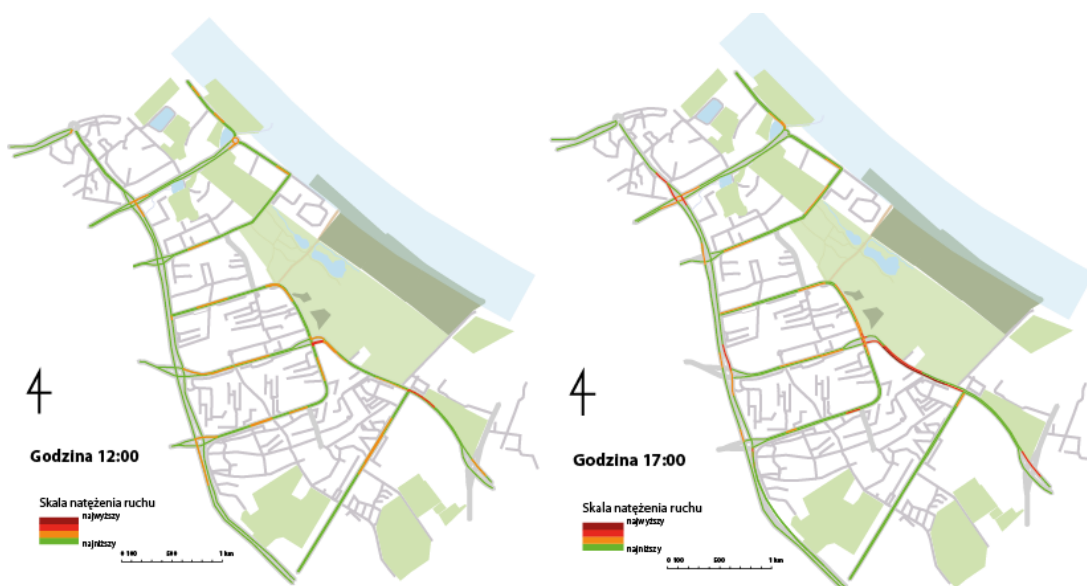 Godzina 12:00
Skala natężenia ruchu
najwyższy
najniższy
0 100 500 1 km
Godzina 17:00
Skala natężenia ruchu
najwyższy
najniższy
0 100 500 1 km